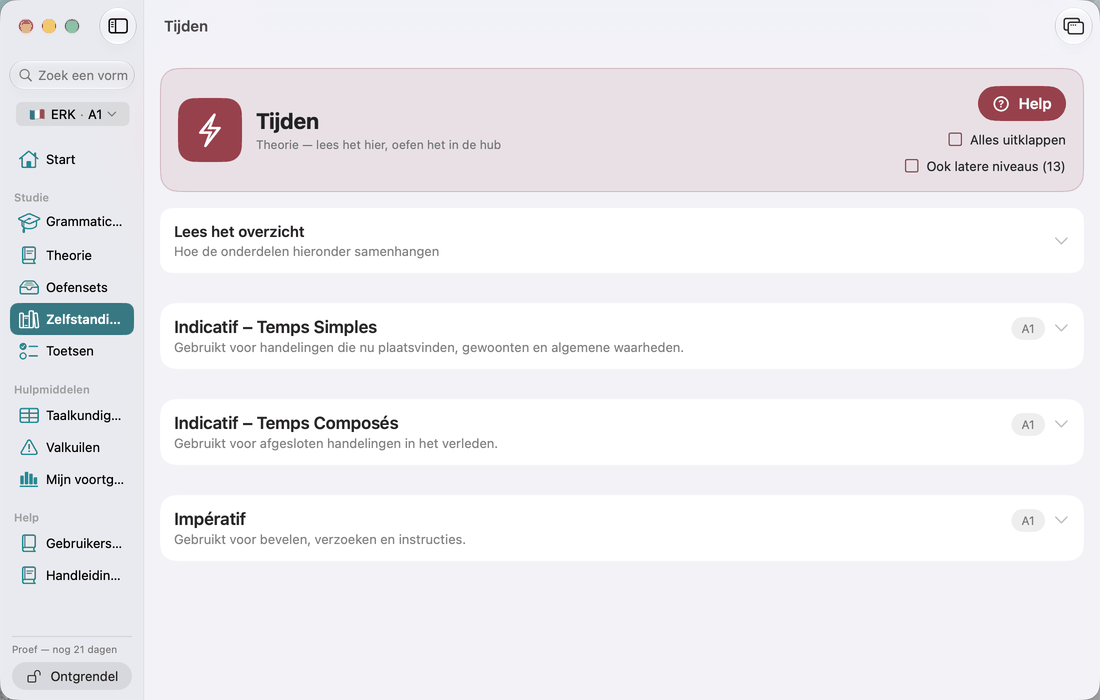 Tijden
Zoek een vorm
ERK · A1
Start
Studie
Grammatic...
Theorie
Oefensets
Zelfstandi...
Toetsen
Hulpmiddelen
Taalkundig...
Valkuilen
Mijn voortg...
Help
Gebruikers...
Handleidin...
Proef — nog 21 dagen
Ontgrendel
Tijden
Theorie — lees het hier, oefen het in de hub
Help
Alles uitklappen
Ook latere niveaus (13)
Lees het overzicht
Hoe de onderdelen hieronder samenhangen
Indicatif – Temps Simples
A1
Gebruikt voor handelingen die nu plaatsvinden, gewoonten en algemene waarheden.
Indicatif – Temps Composés
A1
Gebruikt voor afgesloten handelingen in het verleden.
Impératif
A1
Gebruikt voor bevelen, verzoeken en instructies.